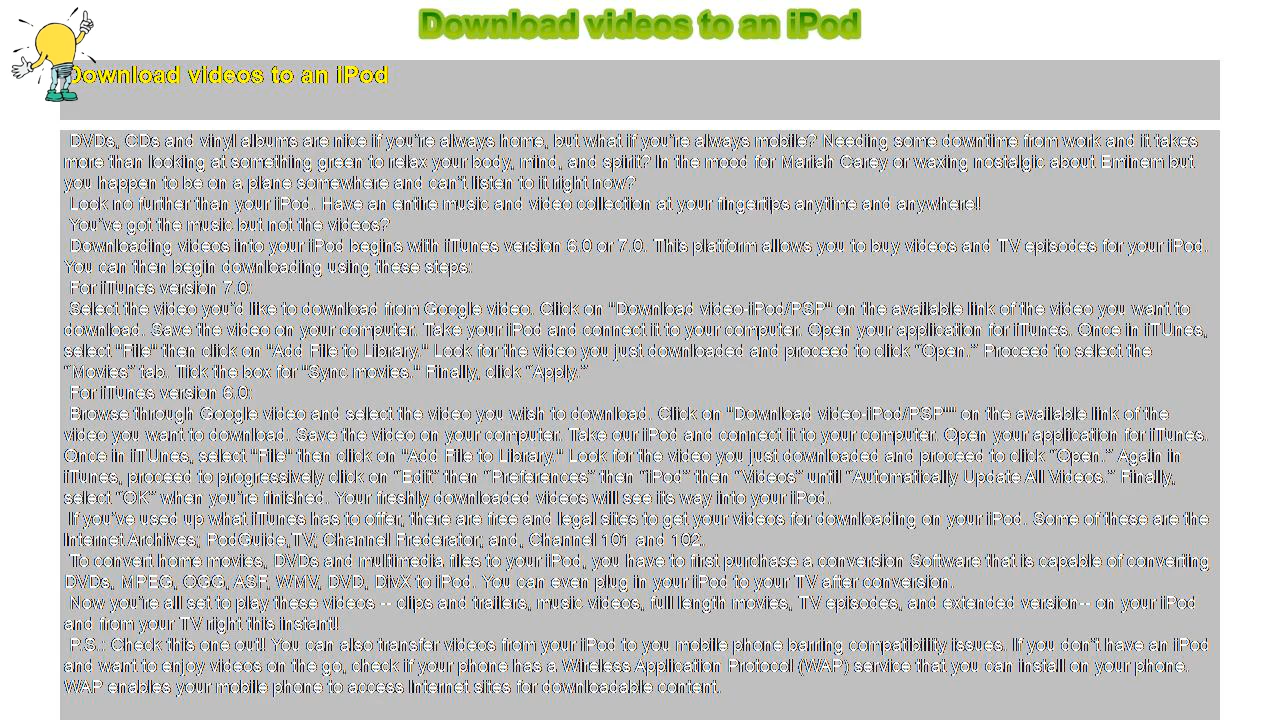 Download videos to an iPod
Download videos to an iPod
DVDs, CDs and vinyl albums are nice if you're always home, but what if you're always mobile? Needing some downtime from work and it takes
more than looking at something green to relax your body, mind, and spirit? In the mood for Mariah Carey or waxing nostalgic about Eminem but
you happen to be on a plane somewhere and can't listen to it right now?
Look no further than your iPod. Have an entire music and video collection at your fingertips anytime and anywhere!
You've got the music but not the videos?
Downloading videos into your iPod begins with iTunes version 6.0 or 7.0. This platform allows you to buy videos and TV episodes for your iPod.
You can then begin downloading using these steps:
For iTunes version 7.0:
Select the video you'd like to download from Google video. Click on "Download video-iPod/PSP" on the available link of the video you want to
download. Save the video on your computer. Take your iPod and connect it to your computer. Open your application for iTunes. Once in iTUnes,
select "File" then click on "Add File to Library." Look for the video you just downloaded and proceed to click “Open.” Proceed to select the
“Movies” tab. Tick the box for "Sync movies." Finally, click “Apply.”
For iTunes version 6.0:
Browse through Google video and select the video you wish to download. Click on "Download video-iPod/PSP"" on the available link of the
video you want to download. Save the video on your computer. Take our iPod and connect it to your computer. Open your application for iTunes.
Once in iTUnes, select "File" then click on "Add File to Library." Look for the video you just downloaded and proceed to click “Open.” Again in
iTunes, proceed to progressively click on “Edit” then “Preferences” then “iPod” then “Videos” until “Automatically Update All Videos.” Finally,
select “OK” when you're finished. Your freshly downloaded videos will see its way into your iPod.
If you've used up what iTunes has to offer, there are free and legal sites to get your videos for downloading on your iPod. Some of these are the
Internet Archives; PodGuide,TV; Channel Frederator; and, Channel 101 and 102.
To convert home movies, DVDs and multimedia files to your iPod, you have to first purchase a conversion Software that is capable of converting
DVDs, MPEG, OGG, ASF, WMV, DVD, DivX to iPod. You can even plug in your iPod to your TV after conversion.
Now you're all set to play these videos -- clips and trailers, music videos, full length movies, TV episodes, and extended version-- on your iPod
and from your TV right this instant!
P.S.: Check this one out! You can also transfer videos from your iPod to you mobile phone barring compatibility issues. If you don't have an iPod
and want to enjoy videos on the go, check if your phone has a Wireless Application Protocol (WAP) service that you can install on your phone.
WAP enables your mobile phone to access Internet sites for downloadable content.